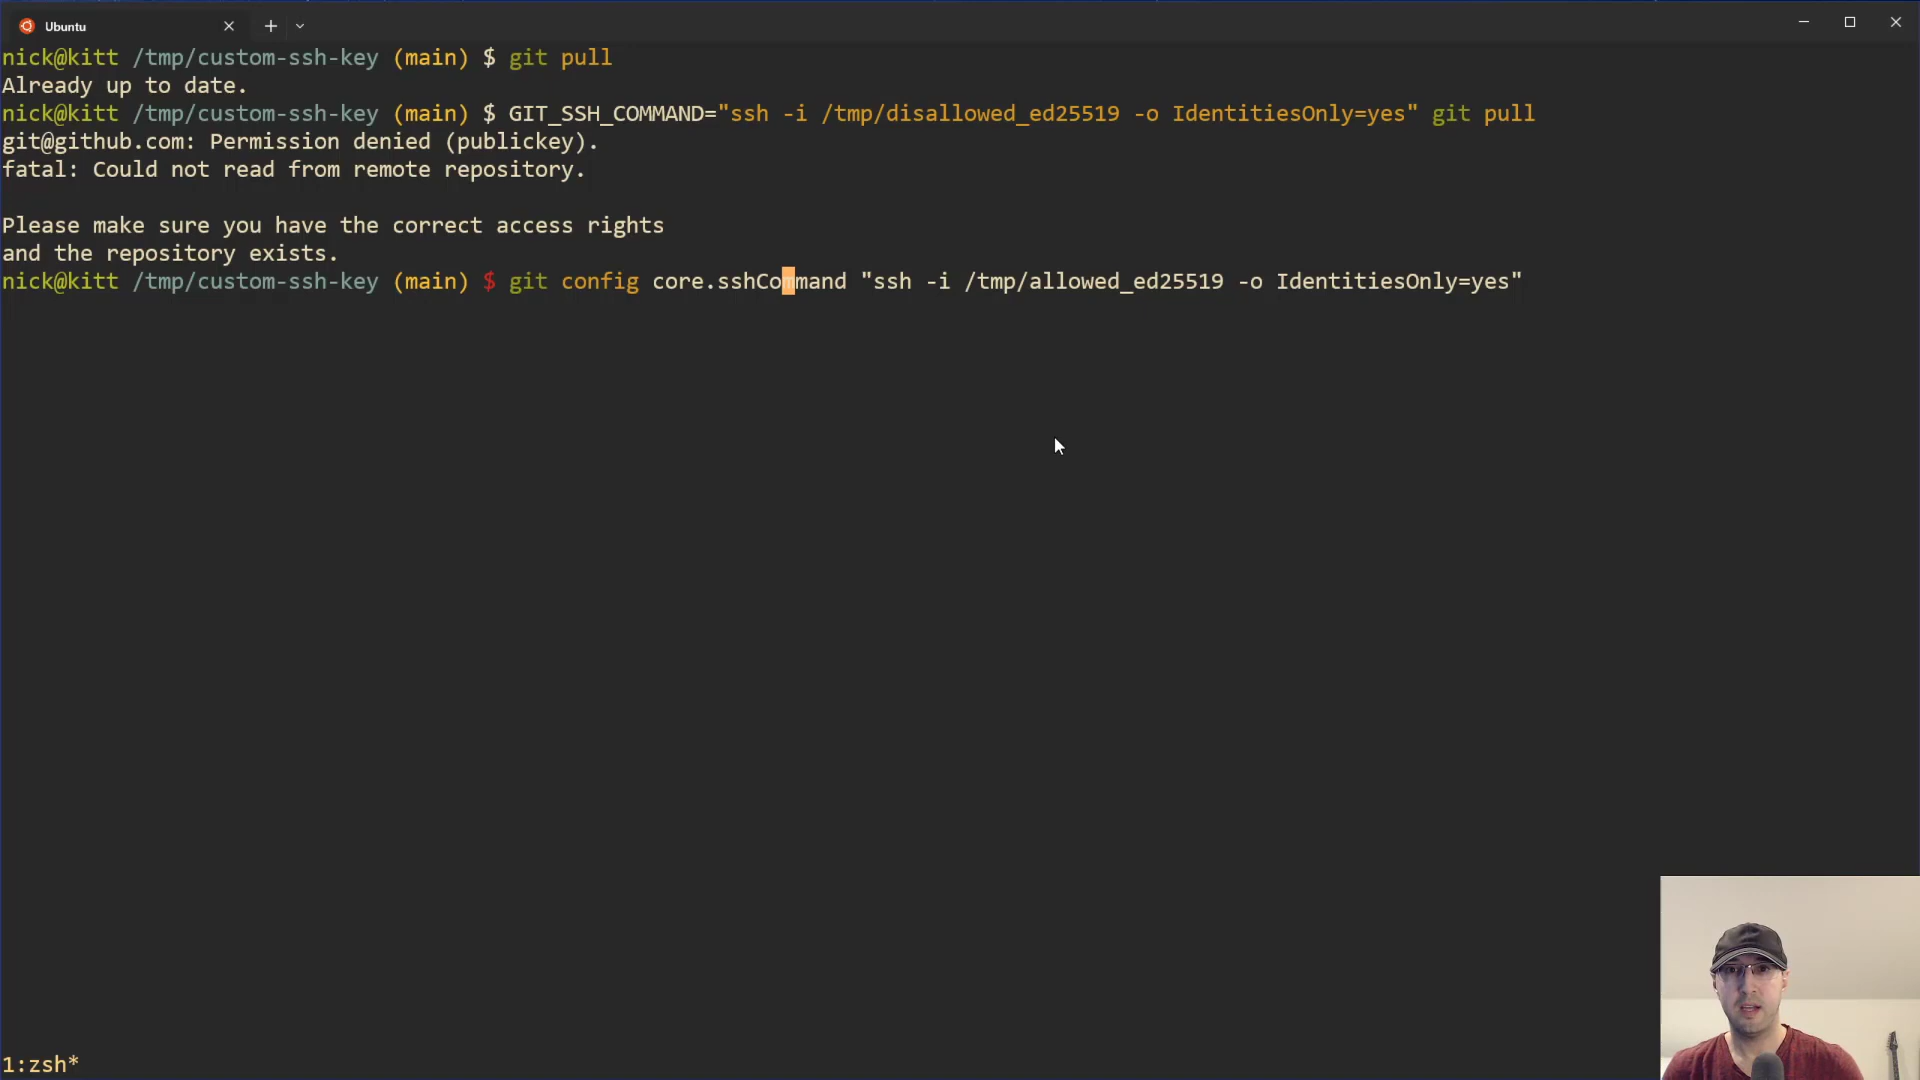 Ubuntu
nick@kitt /tmp/custom-ssh-key (main) $ git pull
Already up to date.
nick@kitt /tmp/custom-ssh-key (main) $ GIT_SSH_COMMAND="ssh -i /tmp/disallowed_ed25519 -o IdentitiesOnly=yes" git pull
git@github.com: Permission denied (publickey).
fatal: Could not read from remote repository.
Please make sure you have the correct access rights
and the repository exists.
nick@kitt /tmp/custom-ssh-key (main) $ git config core.sshCommand "ssh -i /tmp/allowed_ed25519 -o IdentitiesOnly=yes"
1:zsh*